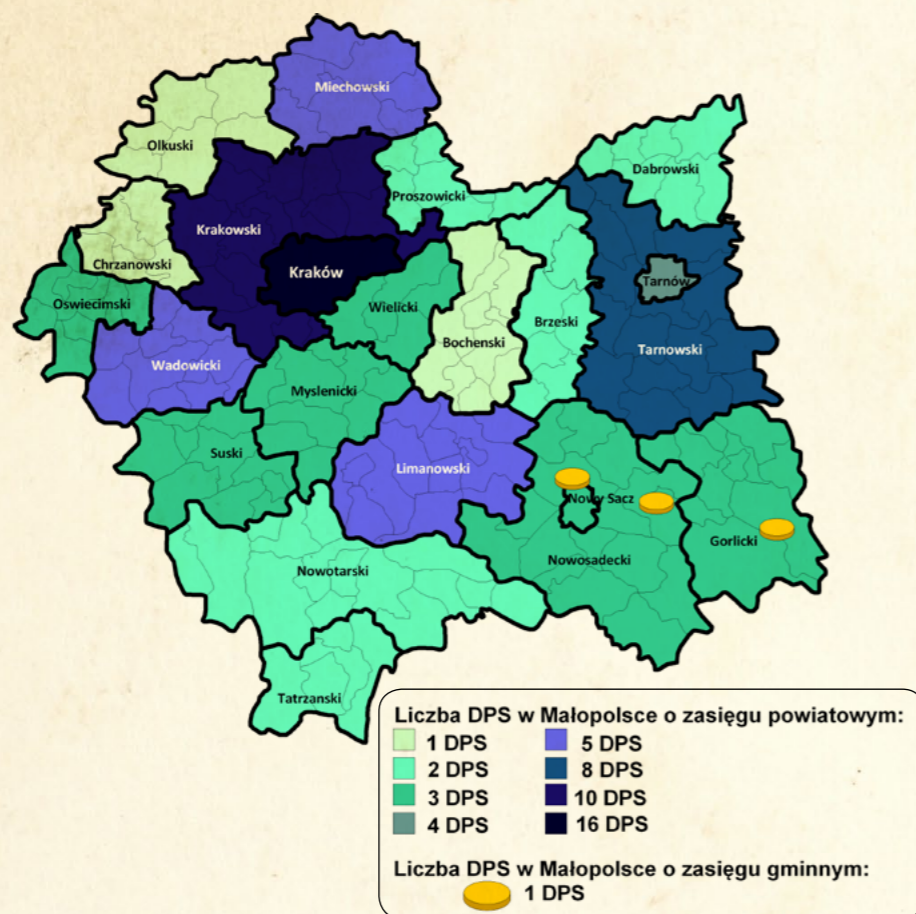 Miechowski
Olkuski
Dabrowski
Proszowicki
Krakowski
Chrzanowski
Kraków
Tarnów
Oswiecimski
Wielicki
Brzeski
Bochenski
Tarnowski
Wadowicki
Myslenicki
Suski
Limanowski
Nowy Sacz
Gorlicki
Nowosadecki
Nowotarski
Tatrzanski
Liczba DPS w Małopolsce o zasięgu powiatowym:
1 DPS
2 DPS
3 DPS
4 DPS
5 DPS
8 DPS
10 DPS
16 DPS
Liczba DPS w Małopolsce o zasięgu gminnym:
1 DPS